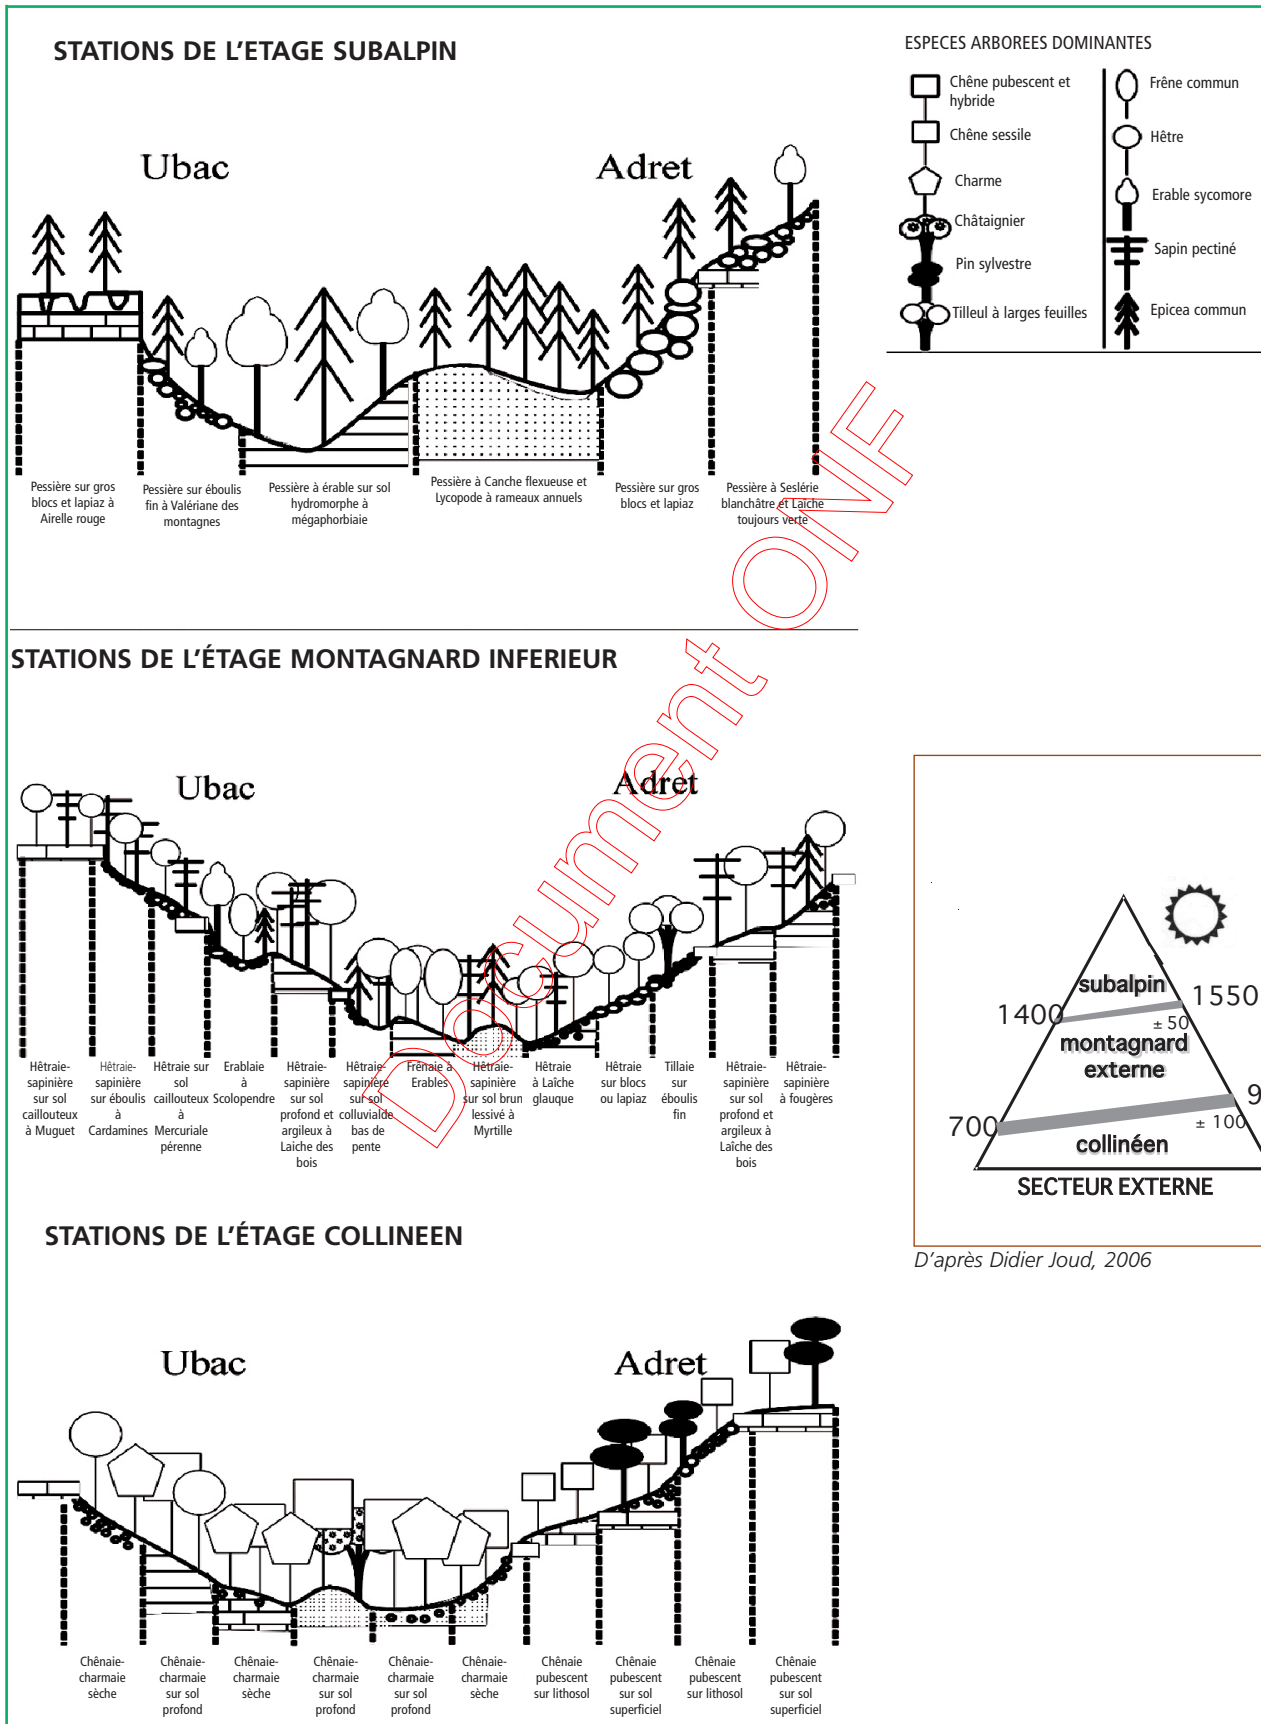 STATIONS DE L'ETAGE SUBALPIN
Ubac
Adret
Pessière sur gros
blocs et lapiaz à
Airelle rouge
Pessière sur éboulis
fin à Valériane des
montagnes
Pessière à érable sur sol
hydromorphe à
mégaphorbiaie
Pessière à Canche flexueuse et
Lycopode à rameaux annuels
Pessière sur gros
blocs et lapiaz
Pessière à Seslérie
blanchâtre et Laîche
toujours verte
ESPECES ARBOREES DOMINANTES
Chêne pubescent et
hybride
Chêne sessile
Charme
Châtaignier
Pin sylvestre
Tilleul à larges feuilles
Frêne commun
Hêtre
Erable sycomore
Sapin pectiné
Epicea commun
Document ONF
STATIONS DE L'ÉTAGE MONTAGNARD INFERIEUR
Ubac
Adret
Hêtraie-
sapinière
sur sol
caillouteux
à Muguet
Hêtraie-
sapinière
sur éboulis
à
Cardamines
Hêtraie sur
sol
caillouteux
à
Mercuriale
pérenne
Erablaie
à
Scolopendre
Hêtraie-
sapinière
sur sol
profond et
argileux à
Laiche des
bois
Hêtraie-
sapinière
sur sol
colluvialde
bas de
pente
Frênaie à
Erables
Hêtraie-
sapinière
sur sol brun
lessivé à
Myrtille
Hêtraie
à Laîche
glauque
Hêtraie
sur blocs
ou lapiaz
Tillaie
sur
éboulis
fin
Hêtraie-
sapinière
sur sol
profond et
argileux à
Laîche des
bois
Hêtraie-
sapinière
à fougères
subalpin
1400
1550
± 50
montagnard
externe
700
9
± 100
collinéen
SECTEUR EXTERNE
D'après Didier Joud, 2006
STATIONS DE L'ÉTAGE COLLINEEN
Ubac
Adret
Chênaie-
charmaie
sèche
Chênaie-
charmaie
sur sol
profond
Chênaie-
charmaie
sèche
Chênaie-
charmaie
sur sol
profond
Chênaie-
charmaie
sur sol
profond
Chênaie-
charmaie
sèche
Chênaie
pubescent
sur lithosol
Chênaie
pubescent
sur sol
superficiel
Chênaie
pubescent
sur lithosol
Chênaie
pubescent
sur sol
superficiel